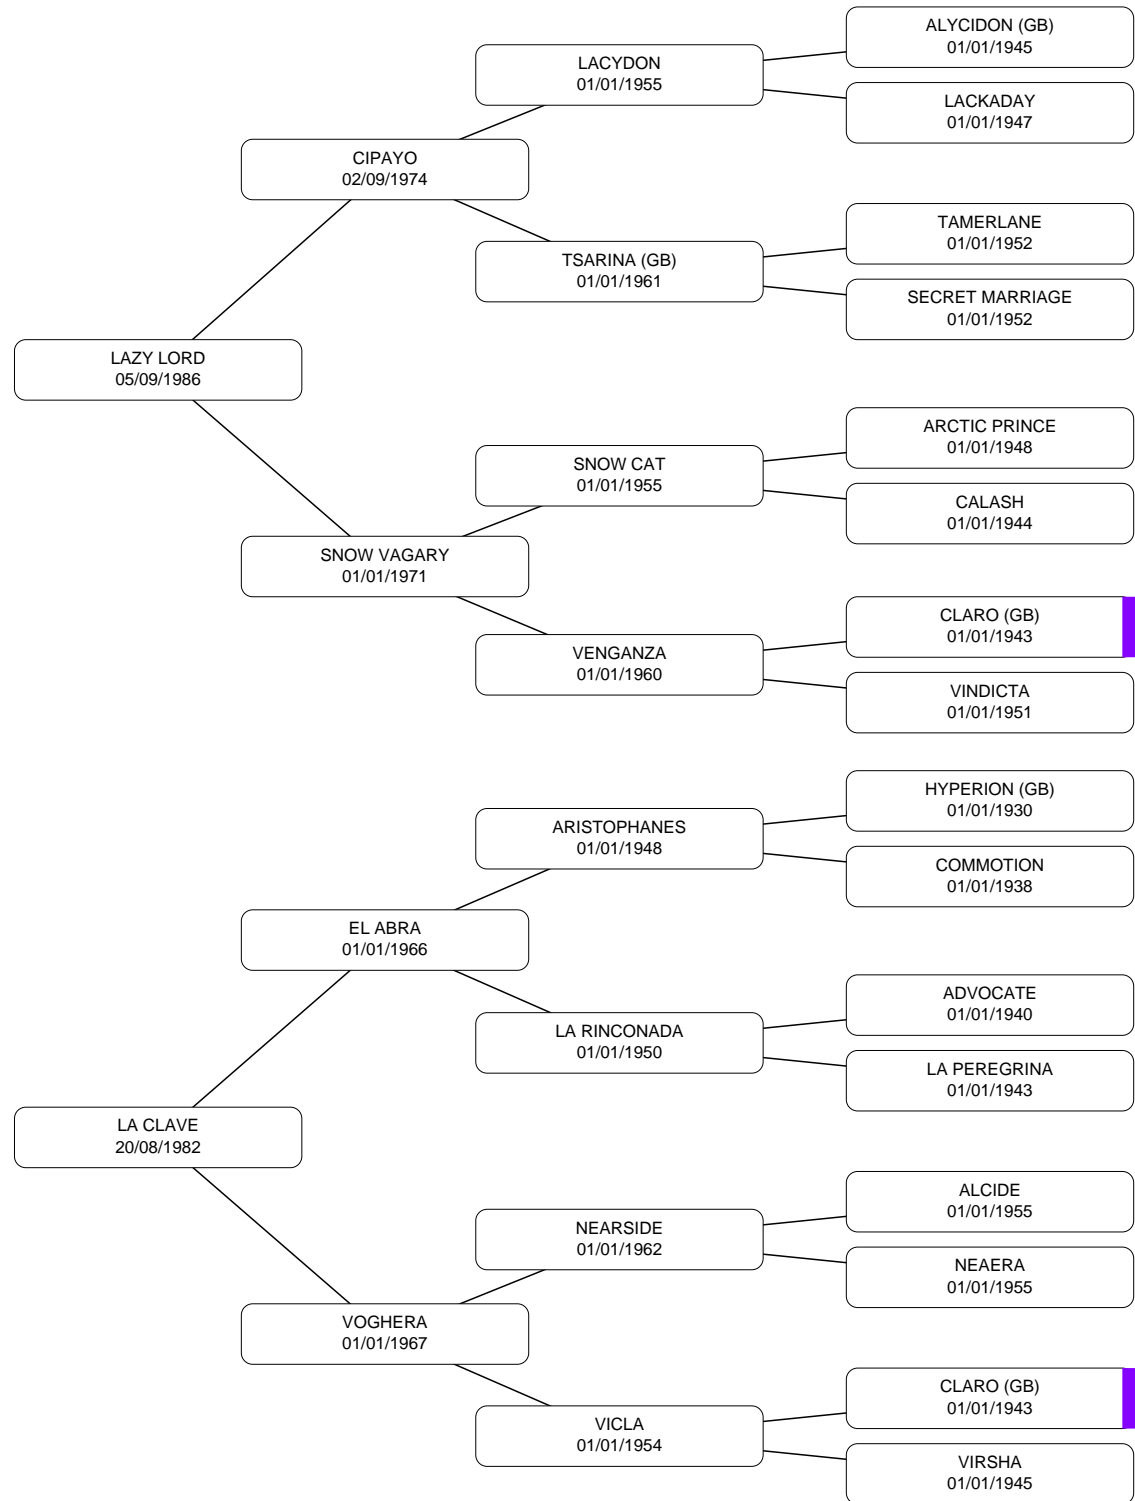 ALYCIDON (GB)
01/01/1945
LACYDON
01/01/1955
LACKADAY
01/01/1947
CIPAYO
02/09/1974
TAMERLANE
01/01/1952
TSARINA (GB)
01/01/1961
SECRET MARRIAGE
01/01/1952
LAZY LORD
05/09/1986
ARCTIC PRINCE
01/01/1948
SNOW CAT
01/01/1955
CALASH
01/01/1944
SNOW VAGARY
01/01/1971
CLARO (GB)
01/01/1943
VENGANZA
01/01/1960
VINDICTA
01/01/1951
HYPERION (GB)
01/01/1930
ARISTOPHANES
01/01/1948
COMMOTION
01/01/1938
EL ABRA
01/01/1966
ADVOCATE
01/01/1940
LA RINCONADA
01/01/1950
LA PEREGRINA
01/01/1943
LA CLAVE
20/08/1982
ALCIDE
01/01/1955
NEARSIDE
01/01/1962
NEAERA
01/01/1955
VOGHERA
01/01/1967
CLARO (GB)
01/01/1943
VICLA
01/01/1954
VIRSHA
01/01/1945